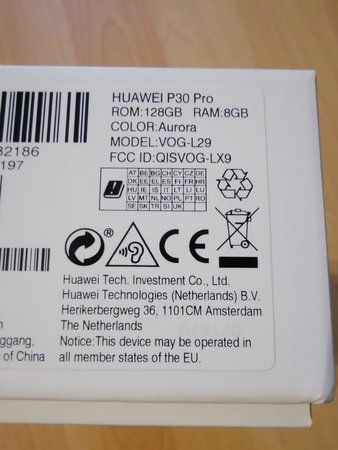 HUAWEI P30 Pro
ROM:128GB RAM:8GB
COLOR:Aurora
MODEL:VOG-L29
FCC ID:QISVOG-LX9
82186
197
AT BE BG CH CY CZ DE
DK EE EL ES FI FR HR
HU IE IS IT LI LT LU
LV MT NL NO PL PT RO
SE SK TR SI UK
®
CE
Huawei Tech. Investment Co., Ltd.
Huawei Technologies (Netherlands) B.V.
Herikerbergweg 36, 1101CM Amsterdam
The Netherlands
Notice:This device may be operated in
all member states of the EU.
ggang,
of China